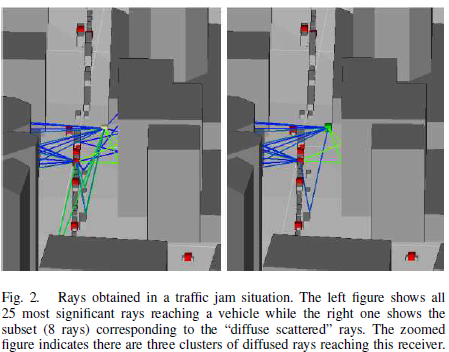 Fig. 2. Rays obtained in a traffic jam situation. The left figure shows all
25 most significant rays reaching a vehicle while the right one shows the
subset (8 rays) corresponding to the “diffuse scattered” rays. The zoomed
figure indicates there are three clusters of diffused rays reaching this receiver.